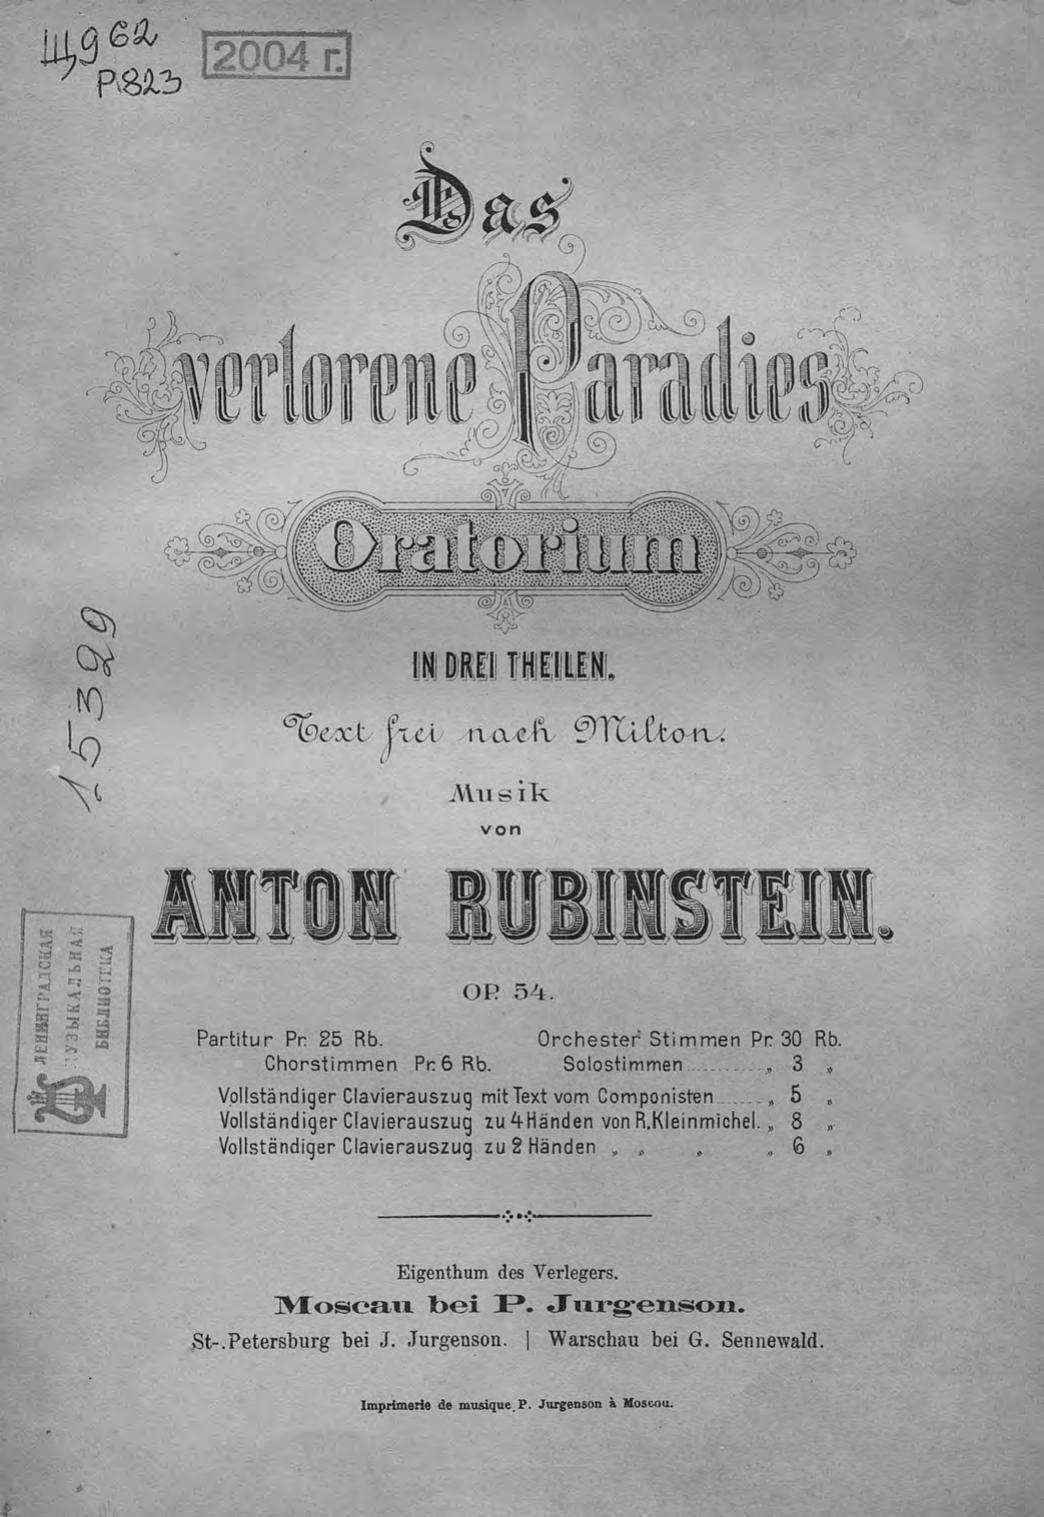 Щ962
Р823
2004 г.
Das
verlorene Paradies
Oratorium
IN DREI THEILEN.
Text frei nach Milton.
Musik
von
ANTON RUBINSTEIN.
OP. 54.
Partitur Pr. 25 Rb. Orchester Stimmen Pr. 30 Rb.
Chorstimmen Pr. 6 Rb. Solostimmen .......... „ 3 „
Vollständiger Clavierauszug mit Text vom Componisten ...... „ 5 „
Vollständiger Clavierauszug zu 4 Händen von R. Kleinmichel. „ 8 „
Vollständiger Clavierauszug zu 2 Händen „ „ „ „ 6 „
Eigenthum des Verlegers.
Moscau bei P. Jurgenson.
St-.Petersburg bei J. Jurgenson. | Warschau bei G. Sennewald.
Imprimerie de musique P. Jurgenson à Moscou.
15329
ЛЕНИНГРАДСКАЯ
МУЗЫКАЛЬНАЯ
БИБЛИОТЕКА